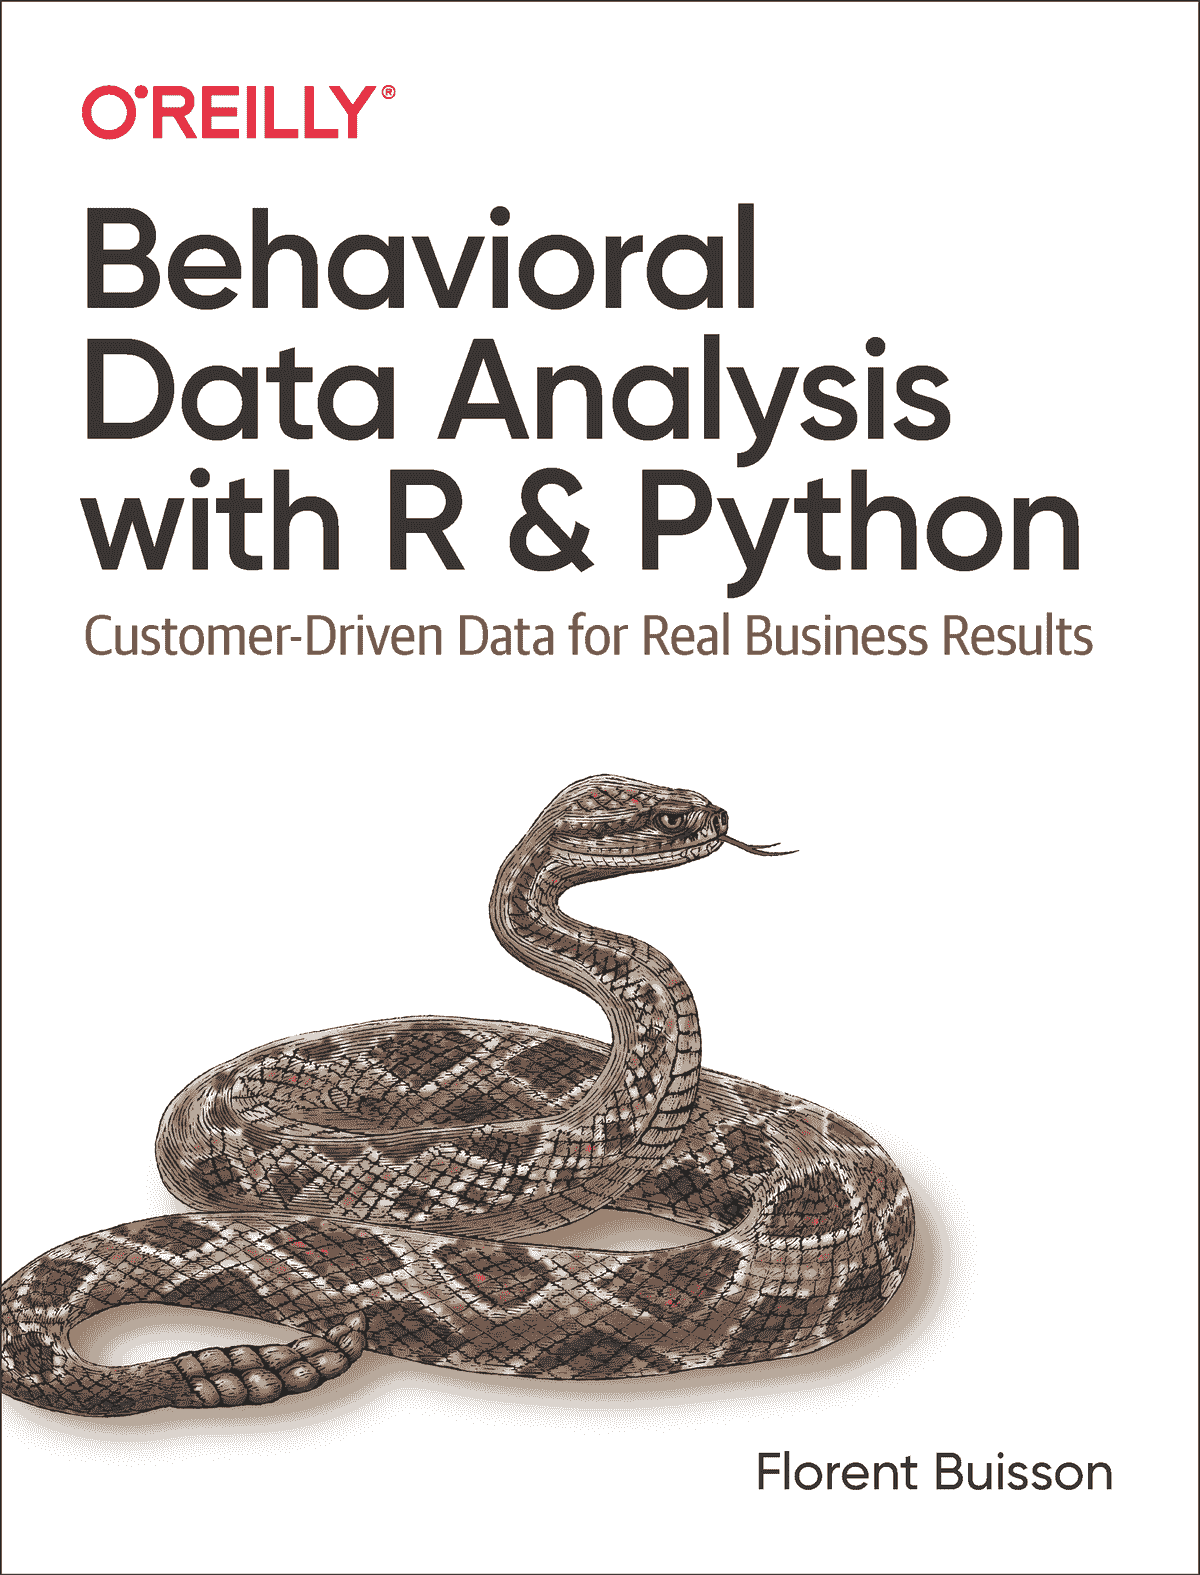 O'REILLY®
Behavioral
Data Analysis
with R & Python
Customer-Driven Data for Real Business Results
Florent Buisson